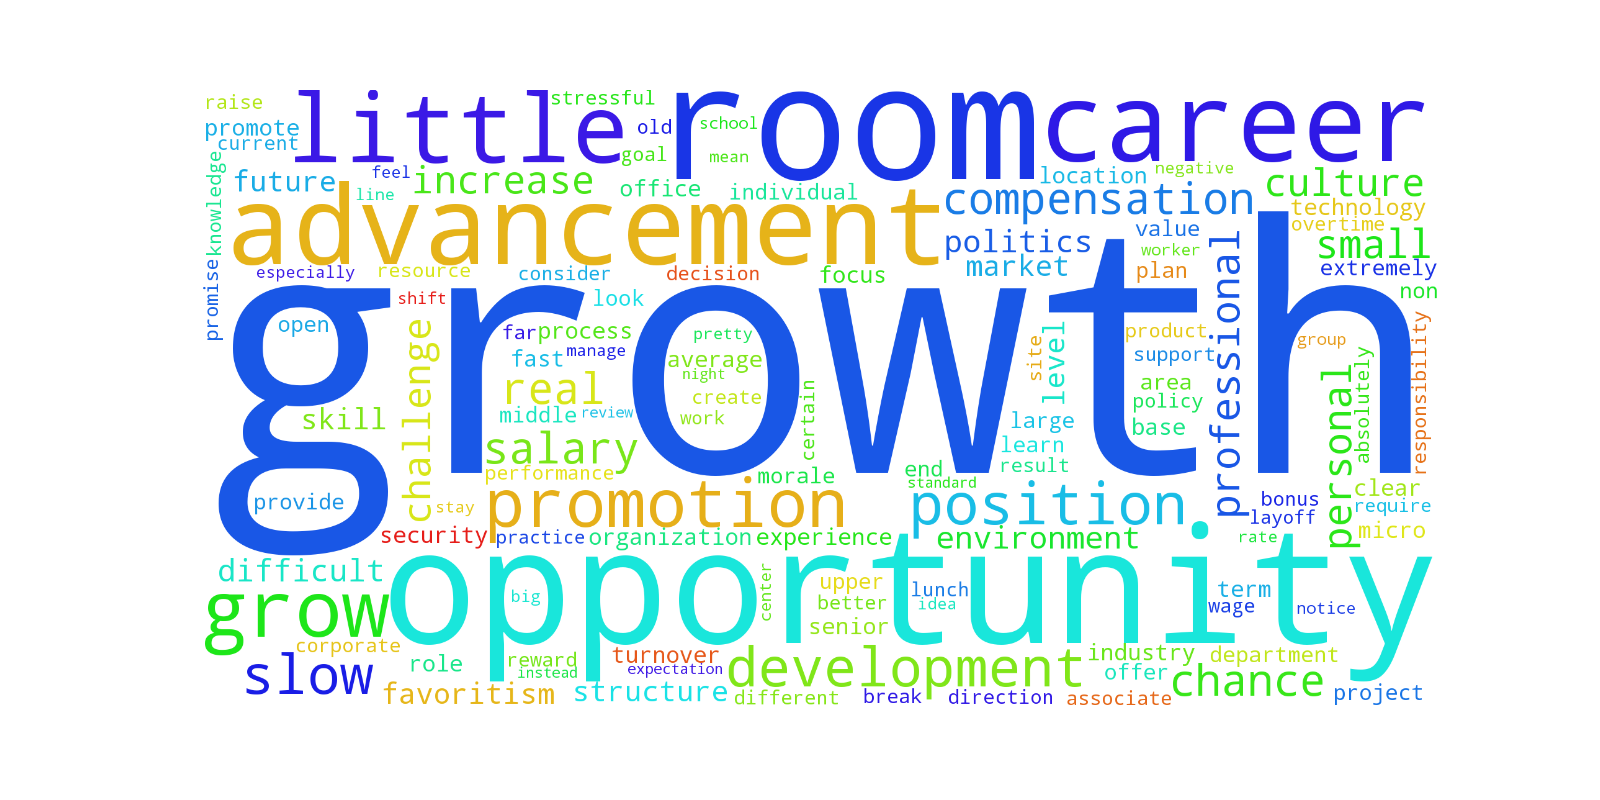 raise
little
stressful
room
career
promote
current
old
school
goal
mean
knowledge
future
feel
line
increase
office
individual
location
negative
compensation
culture
technology
overtime
advancement
value
politics
worker
market
plan
small
extremely
non
promise
especially
resource
shift
consider
decision
focus
look
professional
growth
open
challenge
far
process
pretty
fast
manage
average
night
real
create
middle
review
work
certain
site
level
product
support
group
area
policy
large
base
learn
result
personal
absolutely
responsibility
skill
salary
performance
morale
end
standard
clear
provide
stay
promotion
position
bonus
layoff
require
micro
security
practice
organization
experience
environment
rate
difficult
opportunity
grow
big
center
upper
better
senior
lunch
idea
term
wage
notice
corporate
slow
role
reward
instead
turnover
expectation
development
industry
offer
department
chance
favoritism
structure
different
break
direction
associate
project